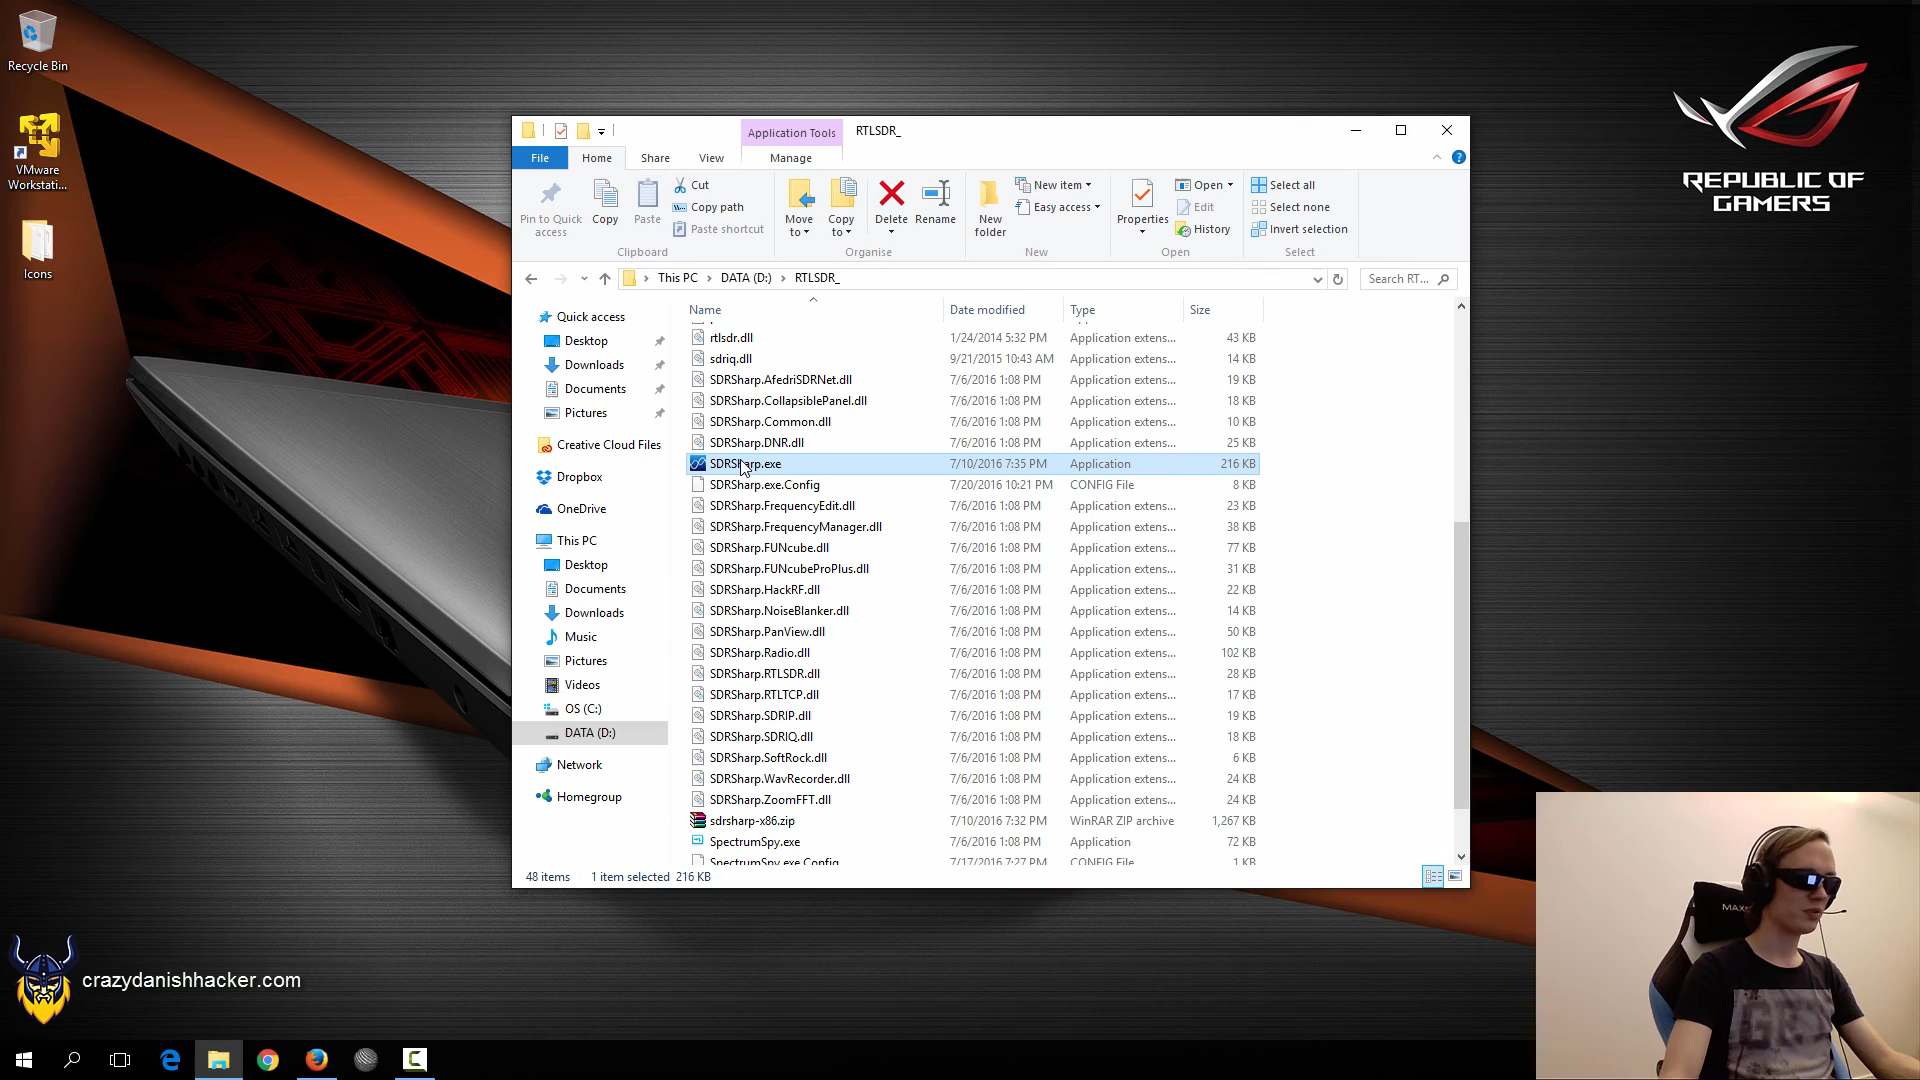 Recycle Bin
VMware
Workstati...
Icons
REPUBLIC OF
GAMERS
Application Tools
RTLSDR_
File
Home
Share
View
Manage
Pin to Quick
access
Copy
Paste
Cut
Copy path
Paste shortcut
Clipboard
Move
to
Copy
to
Delete
Rename
Organise
New
folder
New item
Easy access
New
Properties
Open
Edit
History
Open
Select all
Select none
Invert selection
Select
This PC > DATA (D:) > RTLSDR_
Search RT...
Quick access
Desktop
Downloads
Documents
Pictures
Creative Cloud Files
Dropbox
OneDrive
This PC
Desktop
Documents
Downloads
Music
Pictures
Videos
OS (C:)
DATA (D:)
Network
Homegroup
Name Date modified Type Size
rtlsdr.dll 1/24/2014 5:32 PM Application extens... 43 KB
sdriq.dll 9/21/2015 10:43 AM Application extens... 14 KB
SDRSharp.AfedriSDRNet.dll 7/6/2016 1:08 PM Application extens... 19 KB
SDRSharp.CollapsiblePanel.dll 7/6/2016 1:08 PM Application extens... 18 KB
SDRSharp.Common.dll 7/6/2016 1:08 PM Application extens... 10 KB
SDRSharp.DNR.dll 7/6/2016 1:08 PM Application extens... 25 KB
SDRSharp.exe 7/10/2016 7:35 PM Application 216 KB
SDRSharp.exe.Config 7/20/2016 10:21 PM CONFIG File 8 KB
SDRSharp.FrequencyEdit.dll 7/6/2016 1:08 PM Application extens... 23 KB
SDRSharp.FrequencyManager.dll 7/6/2016 1:08 PM Application extens... 38 KB
SDRSharp.FUNcube.dll 7/6/2016 1:08 PM Application extens... 77 KB
SDRSharp.FUNcubeProPlus.dll 7/6/2016 1:08 PM Application extens... 31 KB
SDRSharp.HackRF.dll 7/6/2016 1:08 PM Application extens... 22 KB
SDRSharp.NoiseBlanker.dll 7/6/2016 1:08 PM Application extens... 14 KB
SDRSharp.PanView.dll 7/6/2016 1:08 PM Application extens... 50 KB
SDRSharp.Radio.dll 7/6/2016 1:08 PM Application extens... 102 KB
SDRSharp.RTLSDR.dll 7/6/2016 1:08 PM Application extens... 28 KB
SDRSharp.RTLTCP.dll 7/6/2016 1:08 PM Application extens... 17 KB
SDRSharp.SDRIP.dll 7/6/2016 1:08 PM Application extens... 19 KB
SDRSharp.SDRIQ.dll 7/6/2016 1:08 PM Application extens... 18 KB
SDRSharp.SoftRock.dll 7/6/2016 1:08 PM Application extens... 6 KB
SDRSharp.WavRecorder.dll 7/6/2016 1:08 PM Application extens... 24 KB
SDRSharp.ZoomFFT.dll 7/6/2016 1:08 PM Application extens... 24 KB
sdrsharp-x86.zip 7/10/2016 7:32 PM WinRAR ZIP archive 1,267 KB
SpectrumSpy.exe 7/6/2016 1:08 PM Application 72 KB
SpectrumSpy.exe.Config 7/17/2016 7:27 PM CONFIG File 1 KB
48 items 1 item selected 216 KB
crazydanishhacker.com